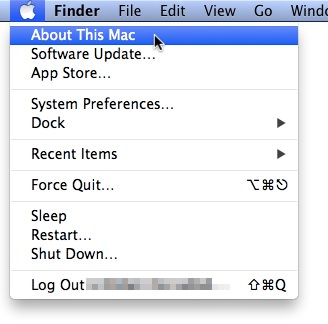 Finder File Edit View Go Windo
About This Mac
Software Update...
App Store...
System Preferences...
Dock ▶
Recent Items ▶
Force Quit... ⌥⌘⎋
Sleep
Restart...
Shut Down...
Log Out ⇧⌘Q